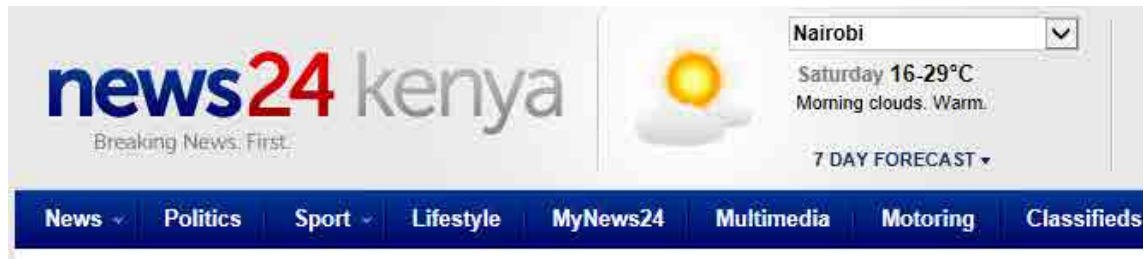 news24 kenya
Breaking News. First.
Nairobi
Saturday 16-29°C
Morning clouds. Warm.
7 DAY FORECAST
News Politics Sport Lifestyle MyNews24 Multimedia Motoring Classifieds